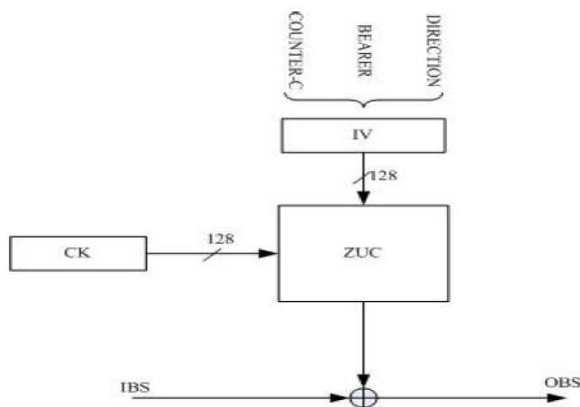 COUNTER-C
BEARER
DIRECTION
IV
128
CK
128
ZUC
IBS
OBS